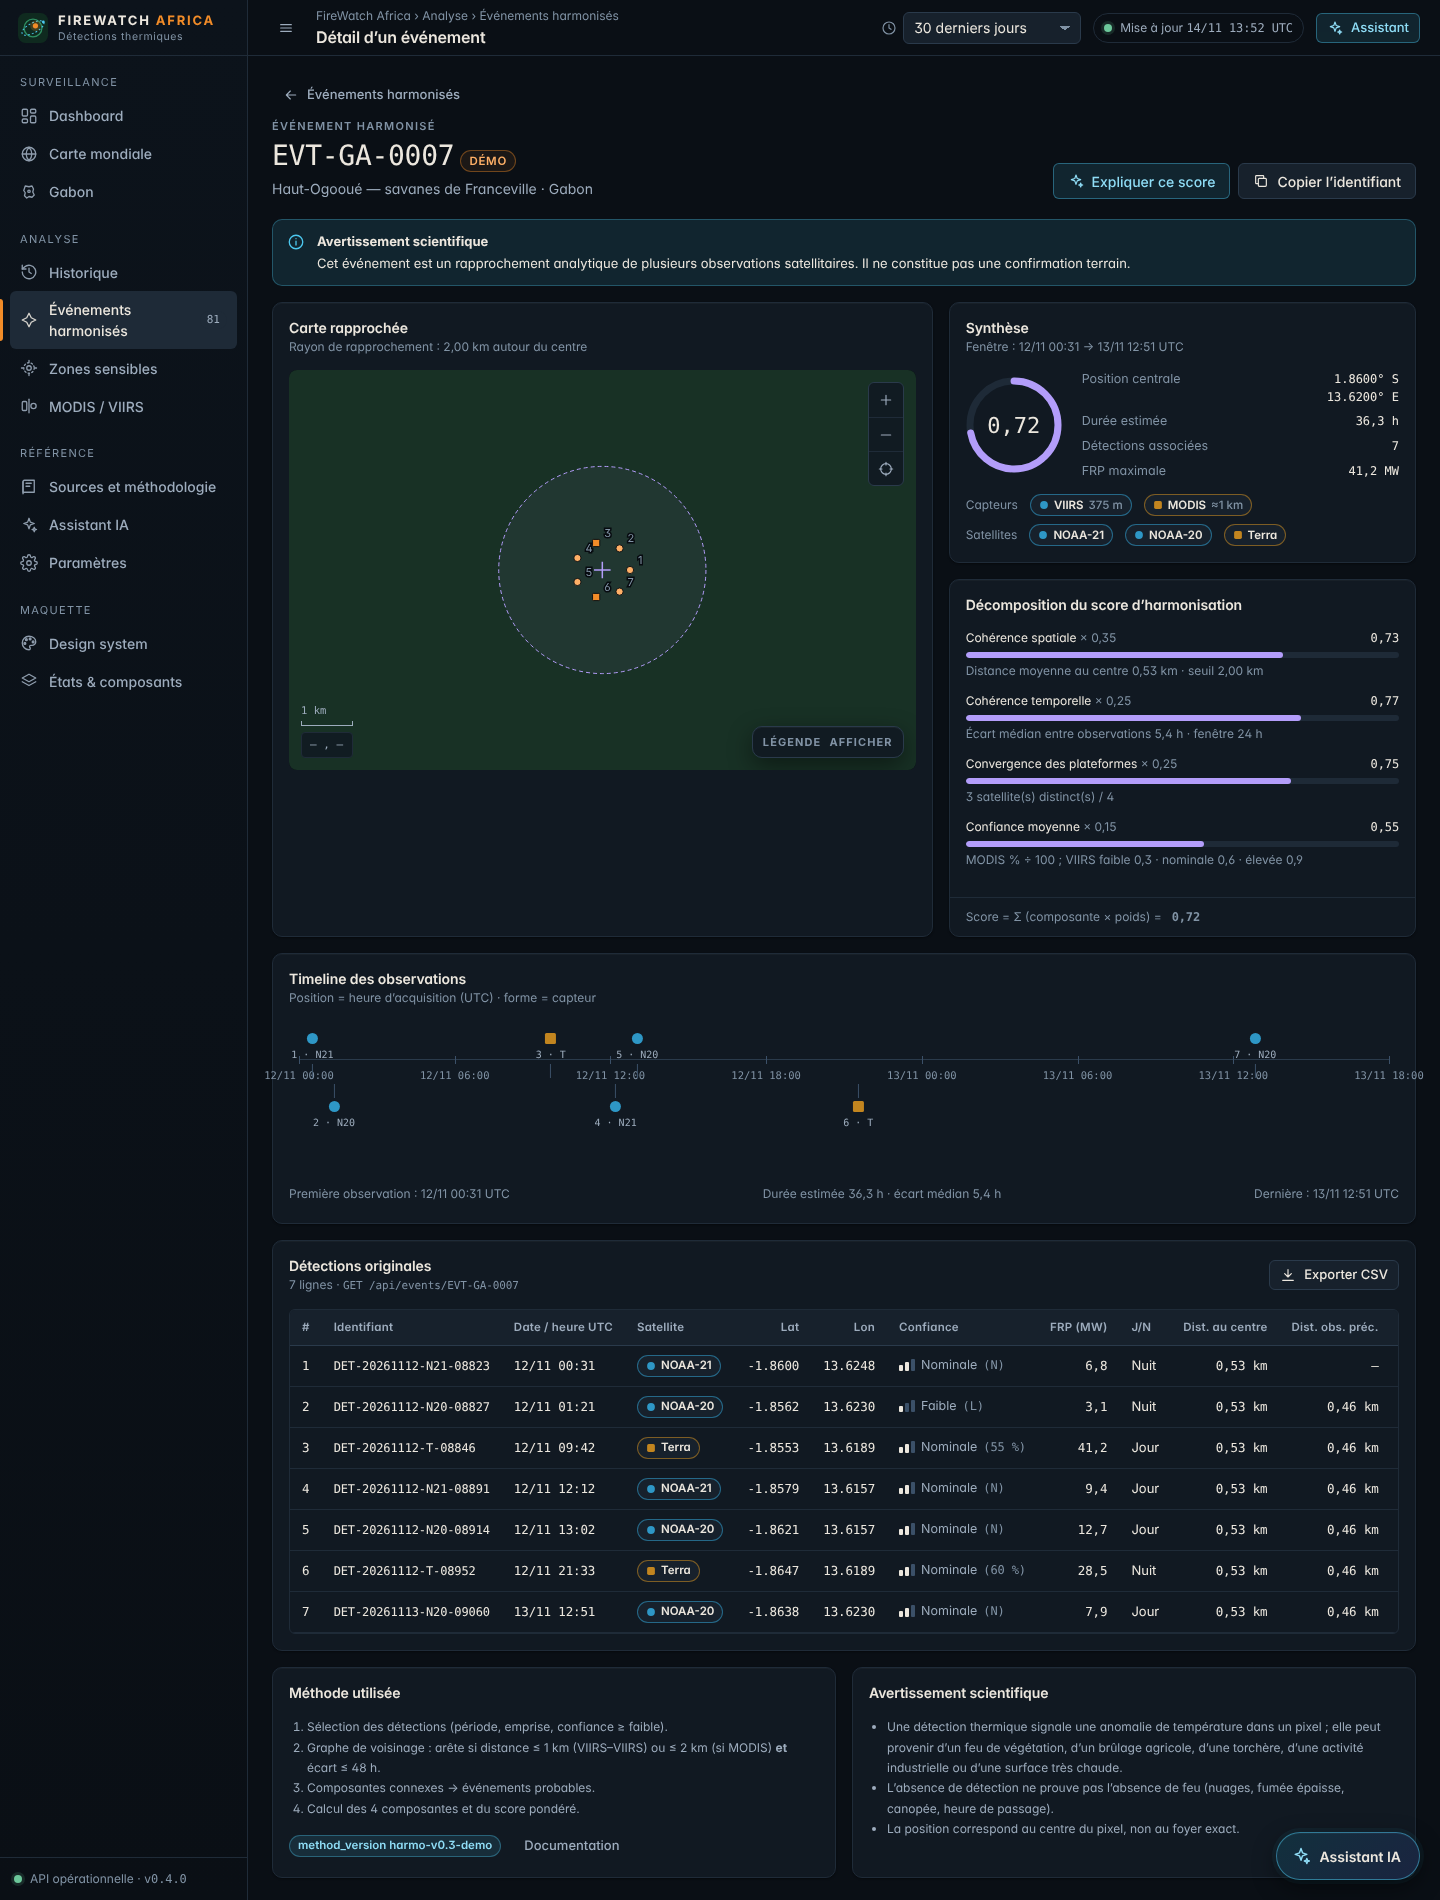 FIREWATCH AFRICA
Détections thermiques
SURVEILLANCE
Dashboard
Carte mondiale
Gabon
ANALYSE
Historique
Événements
harmonisés
81
Zones sensibles
MODIS / VIIRS
RÉFÉRENCE
Sources et méthodologie
Assistant IA
Paramètres
MAQUETTE
Design system
États & composants
API opérationnelle · v0.4.0
FireWatch Africa › Analyse › Événements harmonisés
Détail d’un événement
30 derniers jours
Mise à jour 14/11 13:52 UTC
Assistant
← Événements harmonisés
ÉVÉNEMENT HARMONISÉ
EVT-GA-0007 DÉMO
Haut-Ogooué — savanes de Franceville · Gabon
Expliquer ce score
Copier l’identifiant
Avertissement scientifique
Cet événement est un rapprochement analytique de plusieurs observations satellitaires. Il ne constitue pas une confirmation terrain.
Carte rapprochée
Rayon de rapprochement : 2,00 km autour du centre
+
−
3
2
4
1
5
7
6
1 km
— , —
LÉGENDE AFFICHER
Synthèse
Fenêtre : 12/11 00:31 → 13/11 12:51 UTC
0,72
Position centrale 1.8600° S
13.6200° E
Durée estimée 36,3 h
Détections associées 7
FRP maximale 41,2 MW
Capteurs VIIRS 375 m MODIS ≈1 km
Satellites NOAA-21 NOAA-20 Terra
Décomposition du score d’harmonisation
Cohérence spatiale × 0,35 0,73
Distance moyenne au centre 0,53 km · seuil 2,00 km
Cohérence temporelle × 0,25 0,77
Écart médian entre observations 5,4 h · fenêtre 24 h
Convergence des plateformes × 0,25 0,75
3 satellite(s) distinct(s) / 4
Confiance moyenne × 0,15 0,55
MODIS % ÷ 100 ; VIIRS faible 0,3 · nominale 0,6 · élevée 0,9
Score = Σ (composante × poids) = 0,72
Timeline des observations
Position = heure d’acquisition (UTC) · forme = capteur
1 · N21 3 · T 5 · N20 7 · N20
12/11 00:00 12/11 06:00 12/11 12:00 12/11 18:00 13/11 00:00 13/11 06:00 13/11 12:00 13/11 18:00
2 · N20 4 · N21 6 · T
Première observation : 12/11 00:31 UTC Durée estimée 36,3 h · écart médian 5,4 h Dernière : 13/11 12:51 UTC
Détections originales
7 lignes · GET /api/events/EVT-GA-0007
Exporter CSV
# Identifiant Date / heure UTC Satellite Lat Lon Confiance FRP (MW) J/N Dist. au centre Dist. obs. préc.
1 DET-20261112-N21-08823 12/11 00:31 NOAA-21 -1.8600 13.6248 Nominale (N) 6,8 Nuit 0,53 km —
2 DET-20261112-N20-08827 12/11 01:21 NOAA-20 -1.8562 13.6230 Faible (L) 3,1 Nuit 0,53 km 0,46 km
3 DET-20261112-T-08846 12/11 09:42 Terra -1.8553 13.6189 Nominale (55 %) 41,2 Jour 0,53 km 0,46 km
4 DET-20261112-N21-08891 12/11 12:12 NOAA-21 -1.8579 13.6157 Nominale (N) 9,4 Jour 0,53 km 0,46 km
5 DET-20261112-N20-08914 12/11 13:02 NOAA-20 -1.8621 13.6157 Nominale (N) 12,7 Jour 0,53 km 0,46 km
6 DET-20261112-T-08952 12/11 21:33 Terra -1.8647 13.6189 Nominale (60 %) 28,5 Nuit 0,53 km 0,46 km
7 DET-20261113-N20-09060 13/11 12:51 NOAA-20 -1.8638 13.6230 Nominale (N) 7,9 Jour 0,53 km 0,46 km
Méthode utilisée
1. Sélection des détections (période, emprise, confiance ≥ faible).
2. Graphe de voisinage : arête si distance ≤ 1 km (VIIRS–VIIRS) ou ≤ 2 km (si MODIS) et
écart ≤ 48 h.
3. Composantes connexes → événements probables.
4. Calcul des 4 composantes et du score pondéré.
method_version harmo-v0.3-demo
Documentation
Avertissement scientifique
• Une détection thermique signale une anomalie de température dans un pixel ; elle peut
provenir d’un feu de végétation, d’un brûlage agricole, d’une torchère, d’une activité
industrielle ou d’une surface très chaude.
• L’absence de détection ne prouve pas l’absence de feu (nuages, fumée épaisse,
canopée, heure de passage).
• La position correspond au centre du pixel, non au foyer exact.
Assistant IA